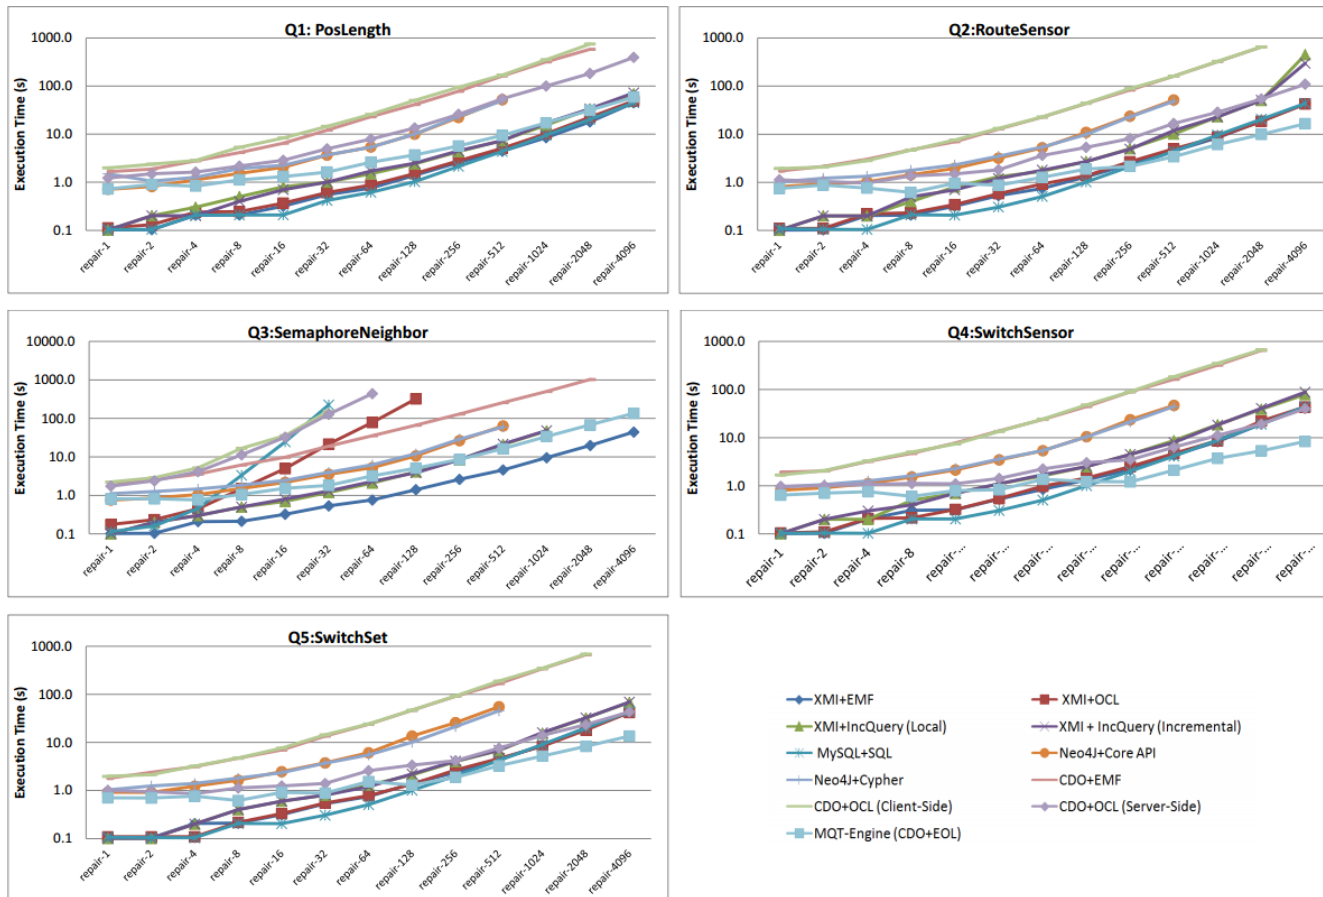 Q1: PosLength
Execution Time (s)
1000.0
100.0
10.0
1.0
0.1
repair-1
repair-2
repair-4
repair-8
repair-16
repair-32
repair-64
repair-128
repair-256
repair-512
repair-1024
repair-2048
repair-4096
Q2:RouteSensor
Execution Time (s)
1000.0
100.0
10.0
1.0
0.1
repair-1
repair-2
repair-4
repair-8
repair-16
repair-32
repair-64
repair-128
repair-256
repair-512
repair-1024
repair-2048
repair-4096
Q3:SemaphoreNeighbor
Execution Time (s)
10000.0
1000.0
100.0
10.0
1.0
0.1
repair-1
repair-2
repair-4
repair-8
repair-16
repair-32
repair-64
repair-128
repair-256
repair-512
repair-1024
repair-2048
repair-4096
Q4:SwitchSensor
Execution Time (s)
1000.0
100.0
10.0
1.0
0.1
repair-1
repair-2
repair-4
repair-8
repair-...
repair-...
repair-...
repair-...
repair-...
repair-...
repair-...
repair-...
repair-...
Q5:SwitchSet
Execution Time (s)
1000.0
100.0
10.0
1.0
0.1
repair-1
repair-2
repair-4
repair-8
repair-16
repair-32
repair-64
repair-128
repair-256
repair-512
repair-1024
repair-2048
repair-4096
XMI+EMF
XMI+OCL
XMI+IncQuery (Local)
XMI + IncQuery (Incremental)
MySQL+SQL
Neo4J+Core API
Neo4J+Cypher
CDO+EMF
CDO+OCL (Client-Side)
CDO+OCL (Server-Side)
MQT-Engine (CDO+EOL)